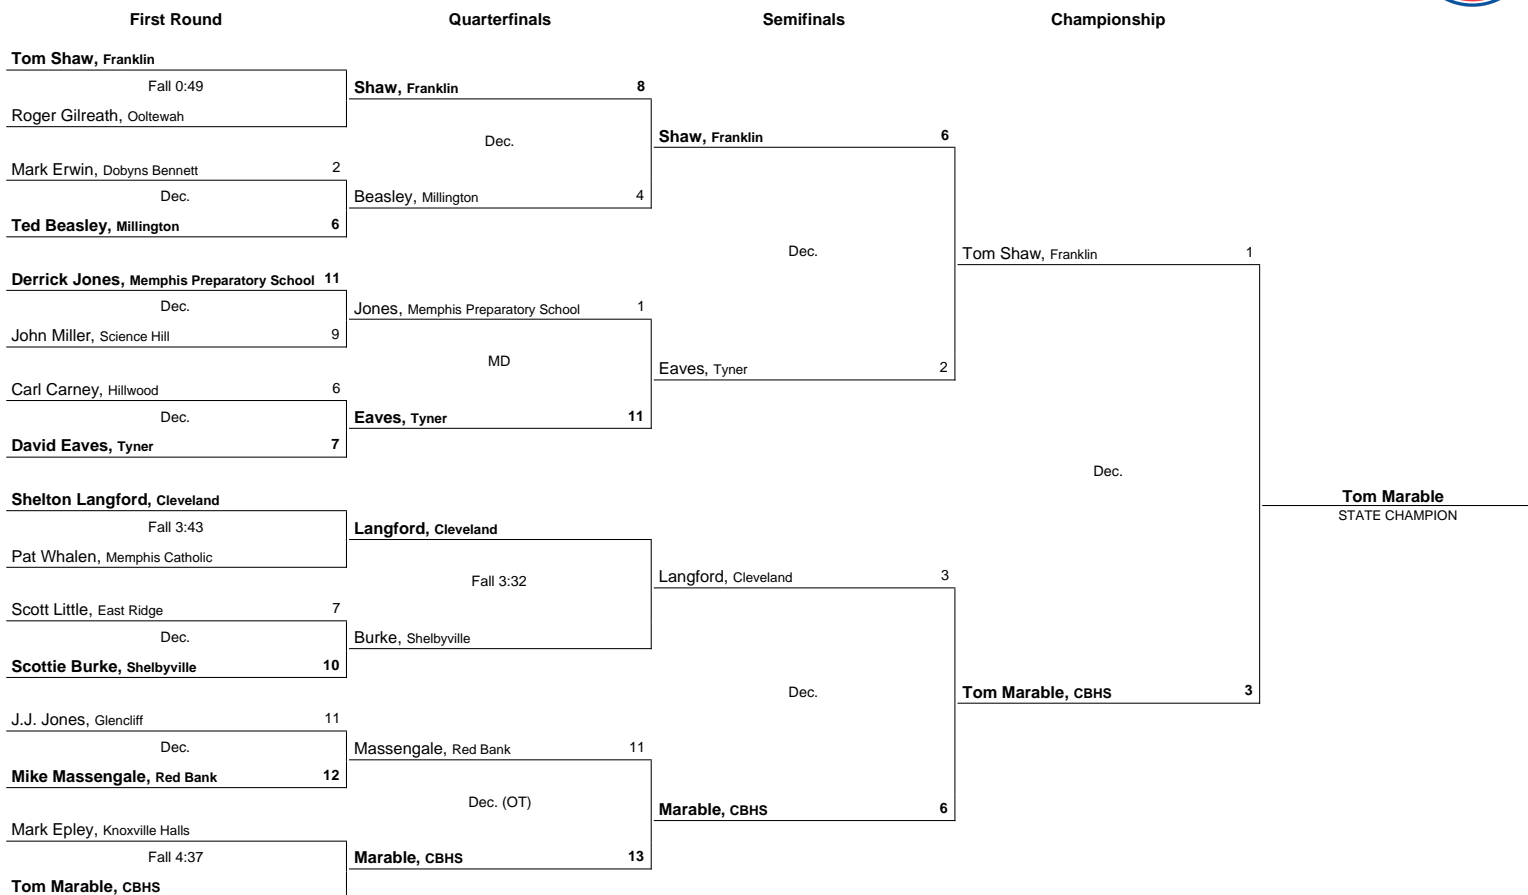 First Round Quarterfinals Semifinals Championship
Tom Shaw, Franklin
Fall 0:49
Shaw, Franklin 8
Roger Gilreath, Ooltewah
Dec.
Shaw, Franklin 6
Mark Erwin, Dobyns Bennett 2
Dec.
Beasley, Millington 4
Ted Beasley, Millington 6
Dec.
Tom Shaw, Franklin 1
Derrick Jones, Memphis Preparatory School 11
Dec.
Jones, Memphis Preparatory School 1
John Miller, Science Hill 9
MD
Eaves, Tyner 2
Carl Carney, Hillwood 6
Dec.
Eaves, Tyner 11
David Eaves, Tyner 7
Dec.
Tom Marable
STATE CHAMPION
Shelton Langford, Cleveland
Fall 3:43
Langford, Cleveland
Pat Whalen, Memphis Catholic
Fall 3:32
Langford, Cleveland 3
Scott Little, East Ridge 7
Dec.
Burke, Shelbyville
Scottie Burke, Shelbyville 10
Dec.
Tom Marable, CBHS 3
J.J. Jones, Glencliff 11
Dec.
Massengale, Red Bank 11
Mike Massengale, Red Bank 12
Dec. (OT)
Marable, CBHS 6
Mark Epley, Knoxville Halls
Fall 4:37
Marable, CBHS 13
Tom Marable, CBHS